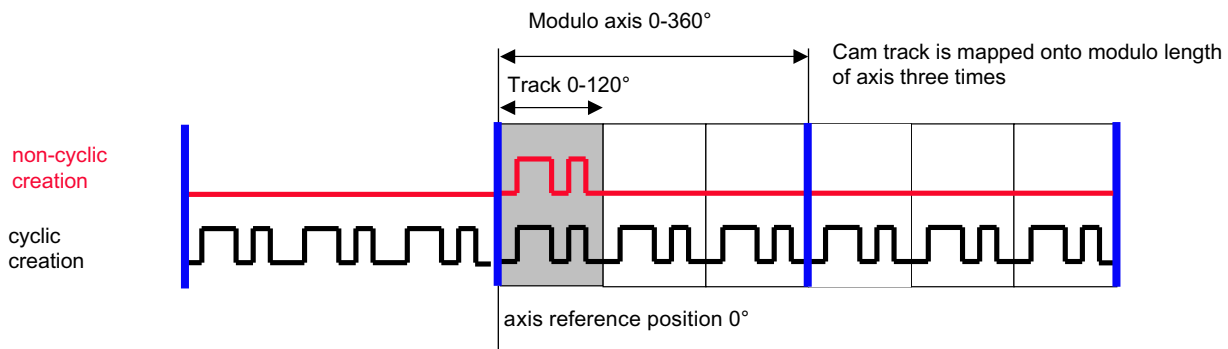 Modulo axis 0-360°
Cam track is mapped onto modulo length
of axis three times
Track 0-120°
non-cyclic
creation
cyclic
creation
axis reference position 0°